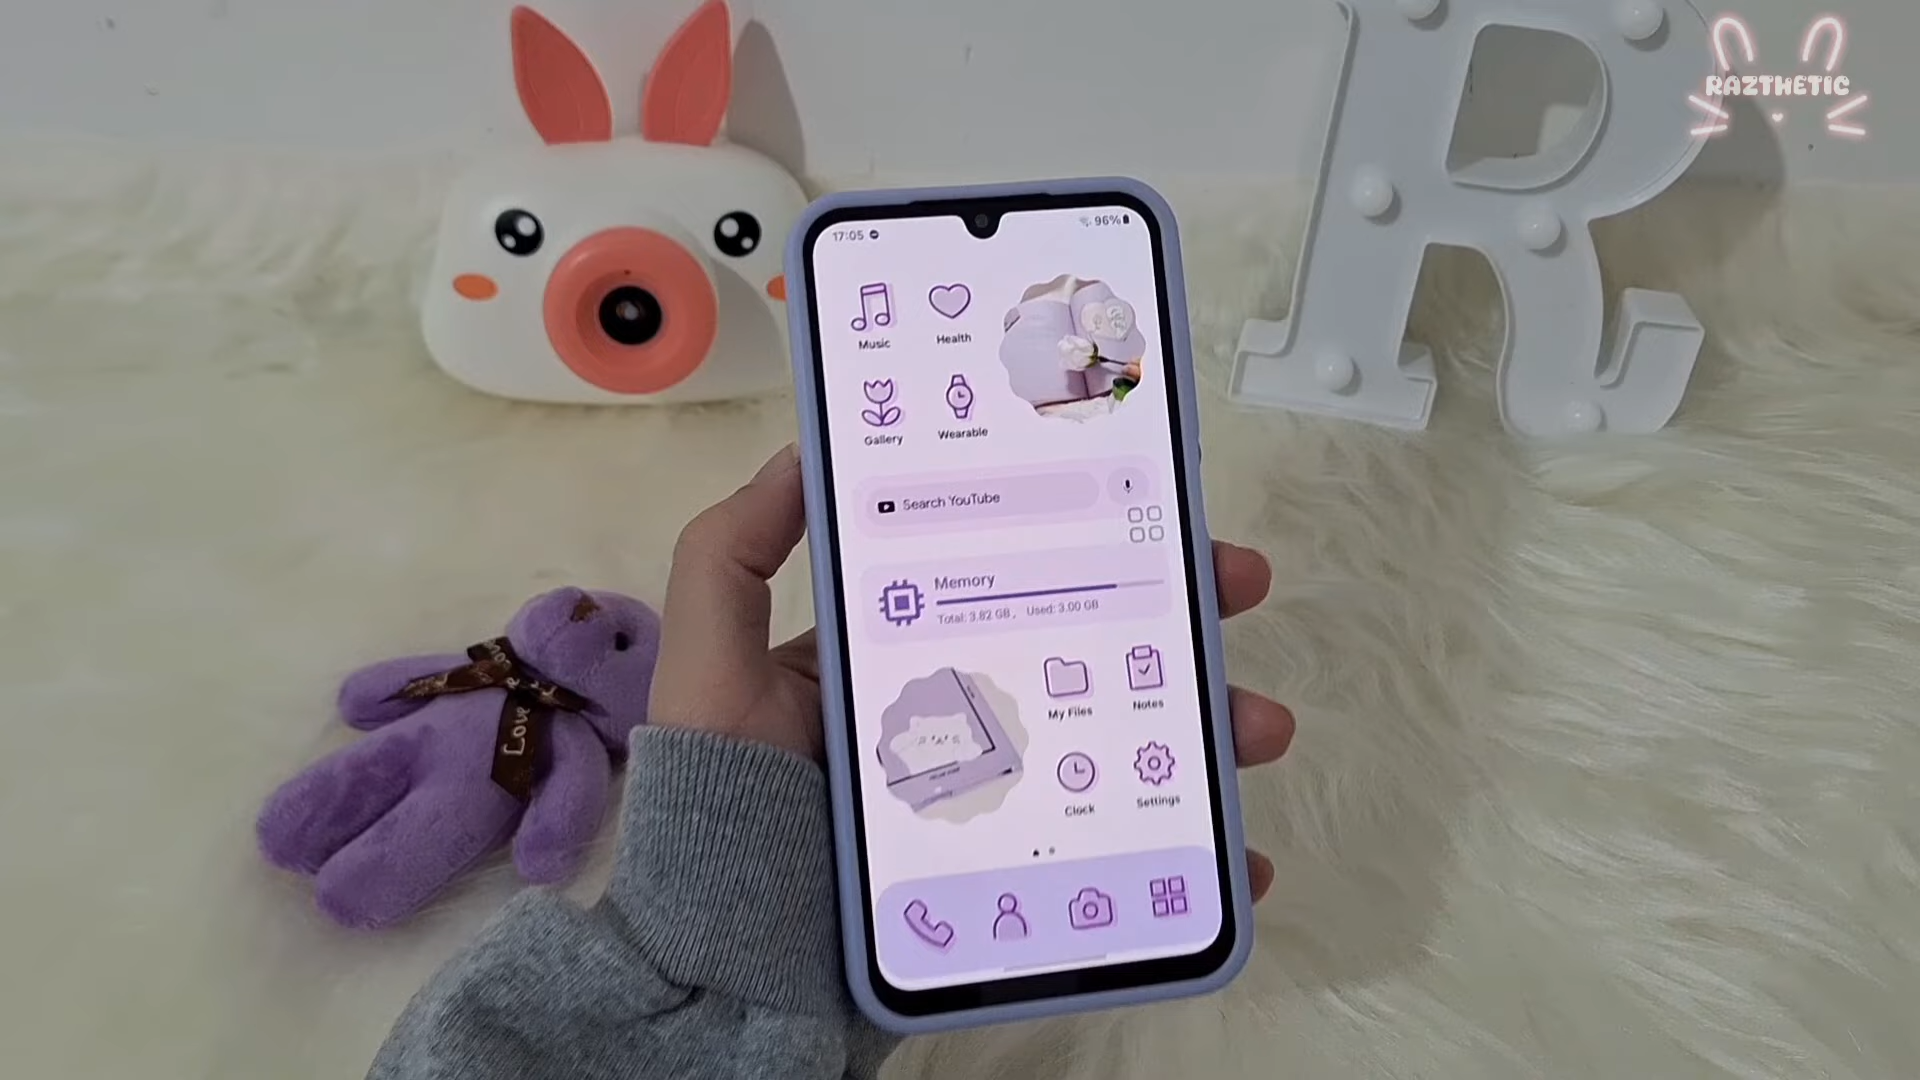 RAZTHETIC
17:05
96%
Music
Health
Gallery
Wearable
Search YouTube
Memory
Total: 3.82 GB, Used: 3.00 GB
My Files
Notes
Clock
Settings
Love